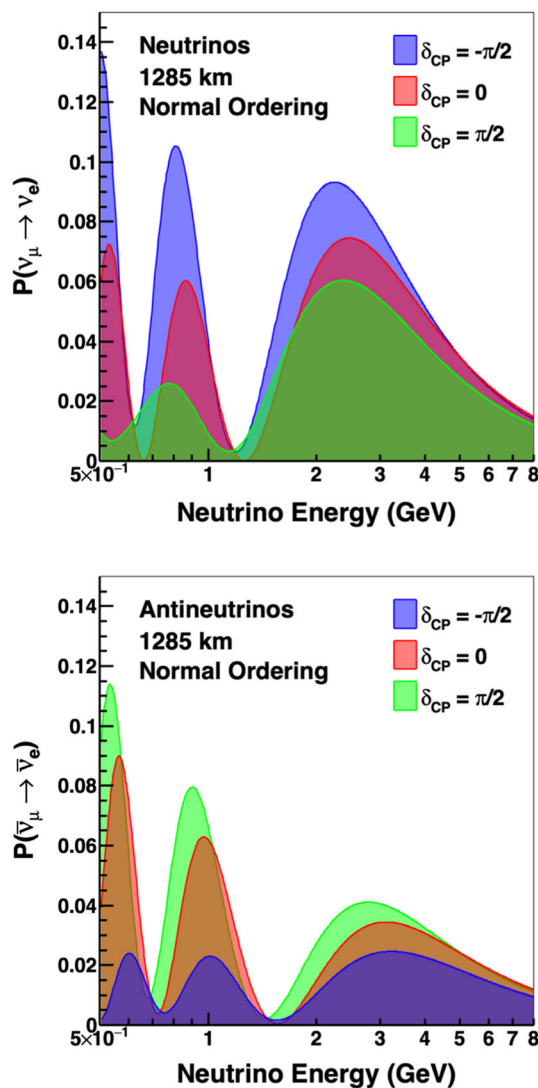 0.14
0.12
0.1
0.08
0.06
0.04
0.02
0
P(νμ → νe)
Neutrinos
1285 km
Normal Ordering
δCP = -π/2
δCP = 0
δCP = π/2
5×10⁻¹ 1 2 3 4 5 6 7 8
Neutrino Energy (GeV)
0.14
0.12
0.1
0.08
0.06
0.04
0.02
0
P(ν̅μ → ν̅e)
Antineutrinos
1285 km
Normal Ordering
δCP = -π/2
δCP = 0
δCP = π/2
5×10⁻¹ 1 2 3 4 5 6 7 8
Neutrino Energy (GeV)